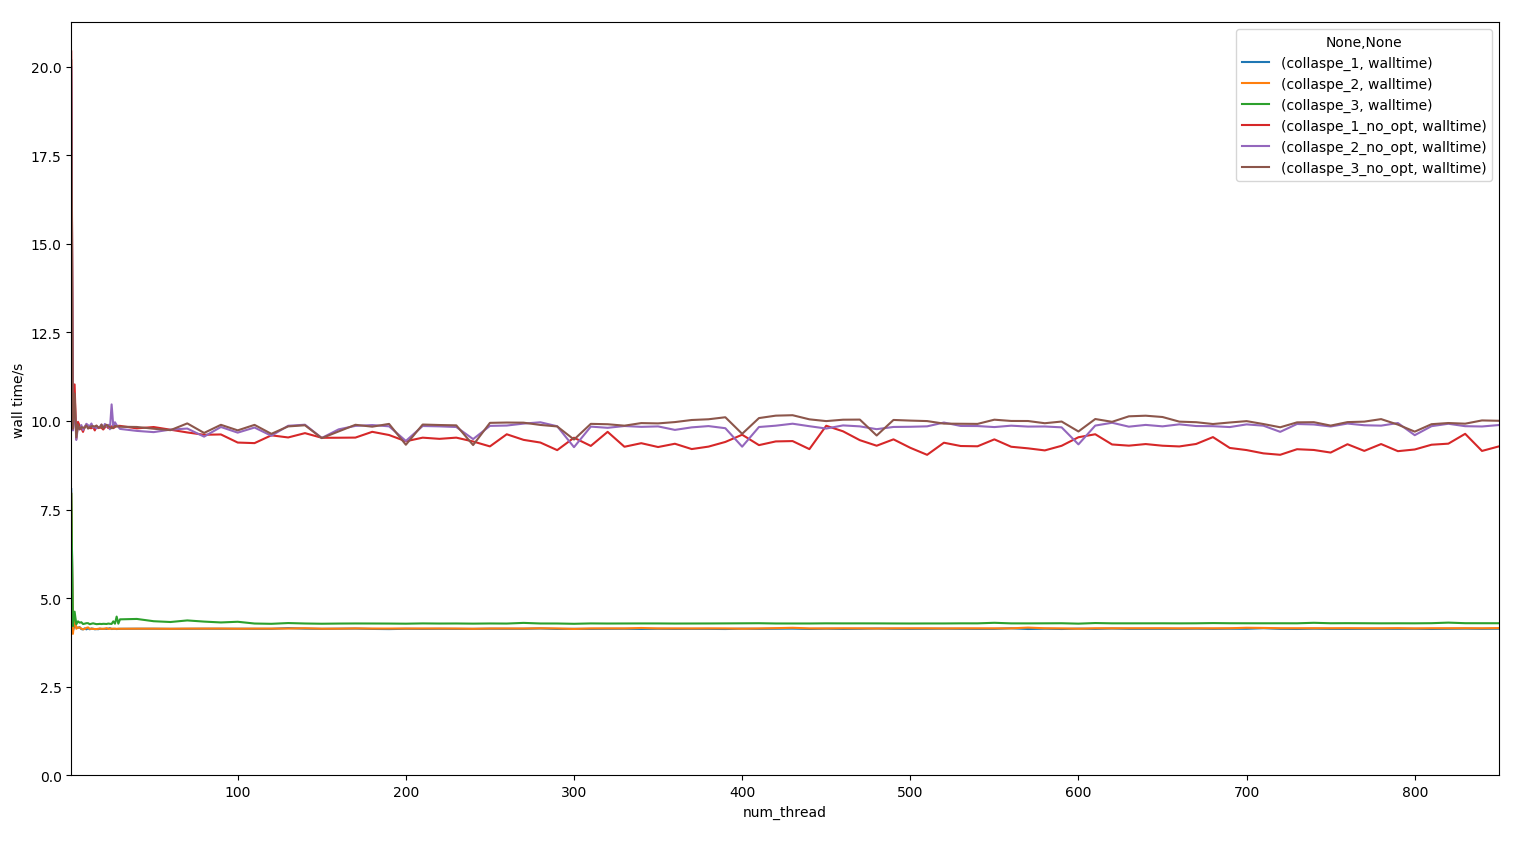 None,None
(collaspe_1, walltime)
(collaspe_2, walltime)
(collaspe_3, walltime)
(collaspe_1_no_opt, walltime)
(collaspe_2_no_opt, walltime)
(collaspe_3_no_opt, walltime)
wall time/s
20.0
17.5
15.0
12.5
10.0
7.5
5.0
2.5
0.0
100 200 300 400 500 600 700 800
num_thread